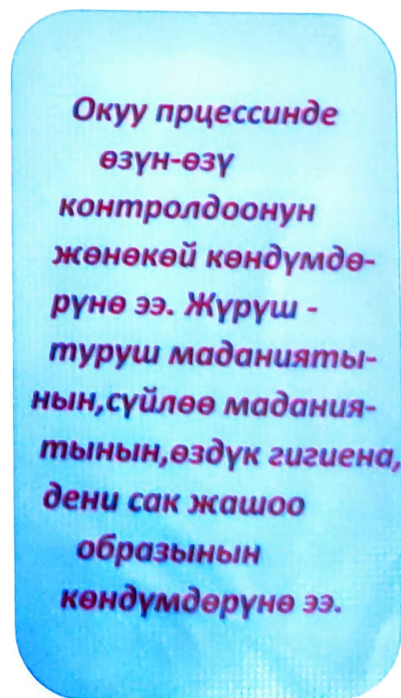 Окуу прцессинде
өзүн-өзү
контролдоонун
жөнөкөй көндүмдө-
рүнө ээ. Жүруш -
туруш маданияты-
нын,сүйлөө мадания-
тынын,өздүк гигиена,
дени сак жашоо
образынын
көндүмдөрүнө ээ.